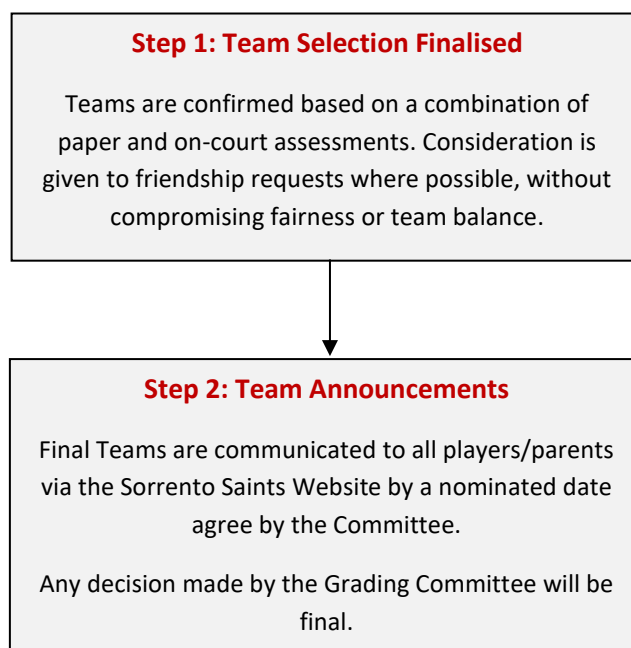 Step 1: Team Selection Finalised
Teams are confirmed based on a combination of
paper and on-court assessments. Consideration is
given to friendship requests where possible, without
compromising fairness or team balance.
Step 2: Team Announcements
Final Teams are communicated to all players/parents
via the Sorrento Saints Website by a nominated date
agree by the Committee.
Any decision made by the Grading Committee will be
final.